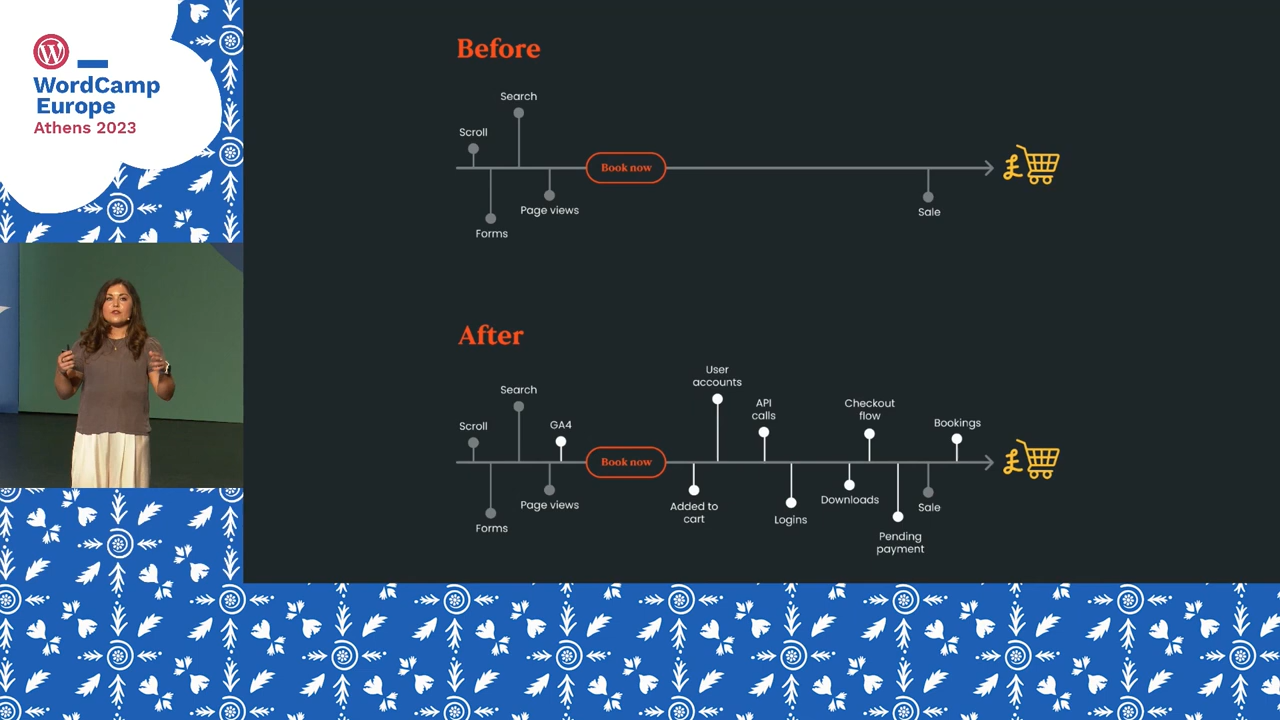 WordCamp
Europe
Athens 2023
Before
Search
Scroll
Book now
£
Page views
Sale
Forms
After
User
accounts
Search
API
calls
Checkout
flow
Scroll
GA4
Bookings
Book now
£
Page views
Added to
cart
Logins
Downloads
Sale
Forms
Pending
payment